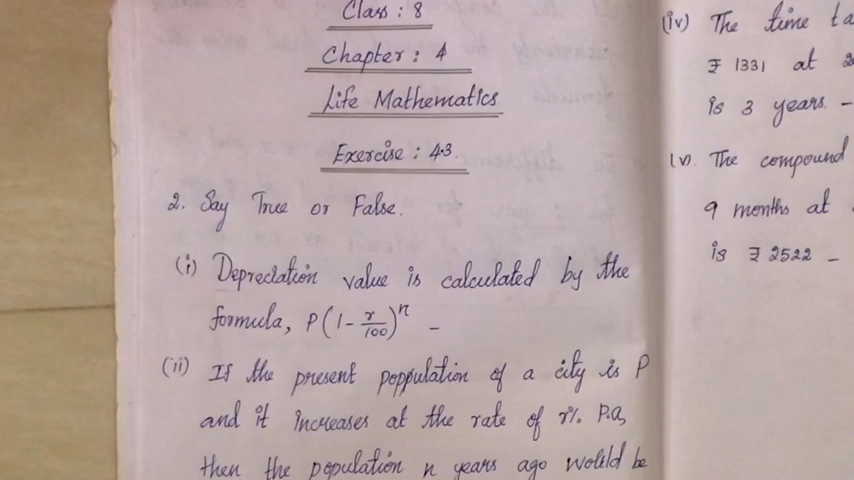 Class : 8
Chapter : 4
Life Mathematics
Exercise : 4.3.
2. Say True or False.
(i) Depreciation value is calculated by the
formula, P(1 - r/100)^n -
(ii) If the present poppulation of a city is P
and it increases at the rate of r% P.a,
then the population n years ago would be
(iv) The time ta
₹ 1331 at 2
is 3 years. -
(v). The compound
9 months at
is ₹ 2522 -